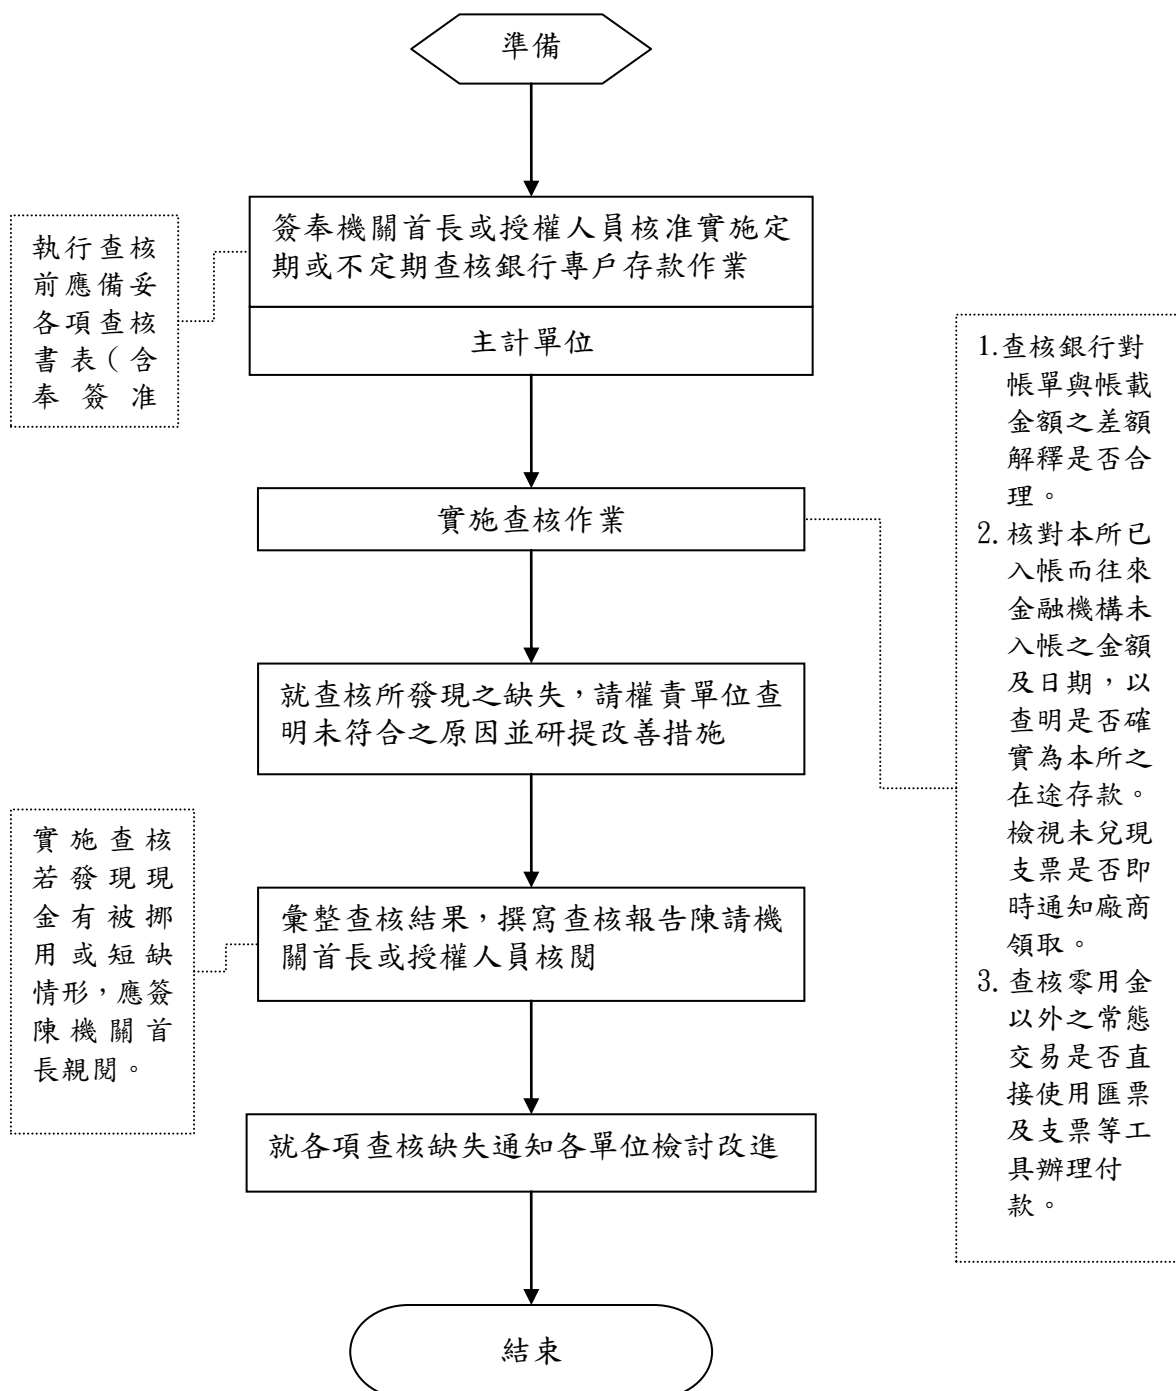 準備
執行查核
前應備妥
各項查核
書表(含
奉簽准
簽奉機關首長或授權人員核准實施定
期或不定期查核銀行專戶存款作業
主計單位
實施查核作業
1.查核銀行對
帳單與帳載
金額之差額
解釋是否合
理。
2.核對本所已
入帳而往來
金融機構未
入帳之金額
及日期,以
查明是否確
實為本所之
在途存款。
檢視未兌現
支票是否即
時通知廠商
領取。
3.查核零用金
以外之常態
交易是否直
接使用匯票
及支票等工
具辦理付
款。
就查核所發現之缺失,請權責單位查
明未符合之原因並研提改善措施
實施查核
若發現現
金有被挪
用或短缺
情形,應簽
陳機關首
長親閱。
彙整查核結果,撰寫查核報告陳請機
關首長或授權人員核閱
就各項查核缺失通知各單位檢討改進
結束